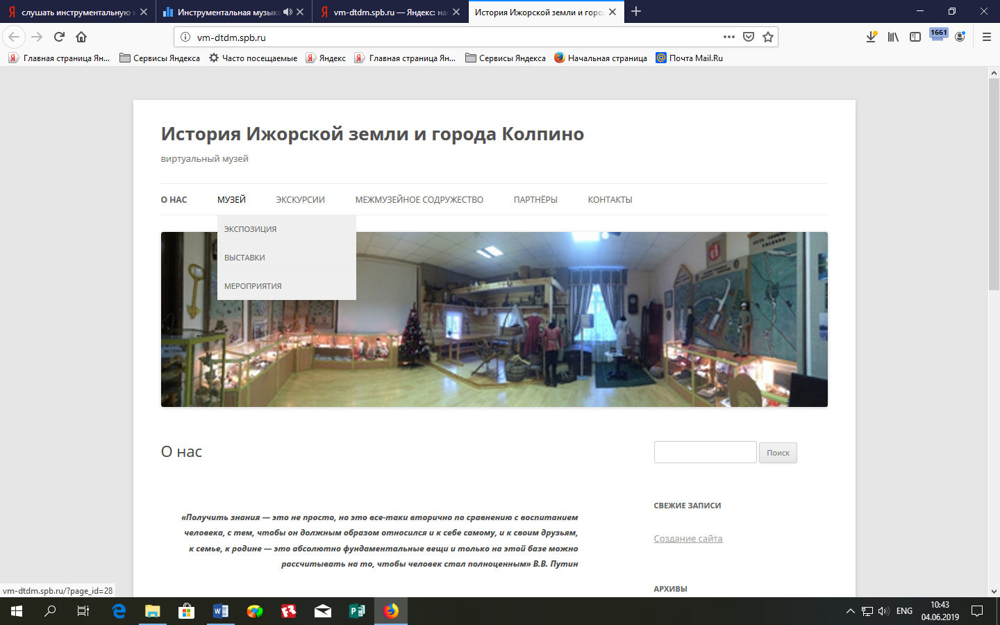 слушать инструментальную
Инструментальная музыка
vm-dtdm.spb.ru — Яндекс: на
История Ижорской земли и горо
vm-dtdm.spb.ru
1661
Главная страница Ян...
Сервисы Яндекса
Часто посещаемые
Яндекс
Главная страница Ян...
Сервисы Яндекса
Начальная страница
Почта Mail.Ru
История Ижорской земли и города Колпино
виртуальный музей
О НАС
МУЗЕЙ
ЭКСКУРСИИ
МЕЖМУЗЕЙНОЕ СОДРУЖЕСТВО
ПАРТНЁРЫ
КОНТАКТЫ
ЭКСПОЗИЦИЯ
ВЫСТАВКИ
МЕРОПРИЯТИЯ
О нас
Поиск
«Получить знания — это не просто, но это все-таки вторично по сравнению с воспитанием
человека, с тем, чтобы он должным образом относился и к себе самому, и к своим друзьям,
к семье, к родине — это абсолютно фундаментальные вещи и только на этой базе можно
рассчитывать на то, чтобы человек стал полноценным» В.В. Путин
СВЕЖИЕ ЗАПИСИ
Создание сайта
АРХИВЫ
vm-dtdm.spb.ru/?page_id=28
ENG
10:43
04.06.2019